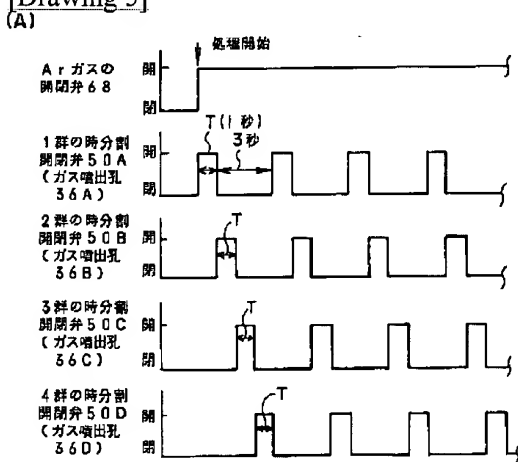 [Drawing 5]
(A)
処理開始
Arガスの
開閉弁68
開
閉
T(1秒)
3秒
1群の時分割
開閉弁50A
(ガス噴出孔
36A)
開
閉
T
2群の時分割
開閉弁50B
(ガス噴出孔
36B)
開
閉
T
3群の時分割
開閉弁50C
(ガス噴出孔
36C)
開
閉
T
4群の時分割
開閉弁50D
(ガス噴出孔
36D)
開
閉